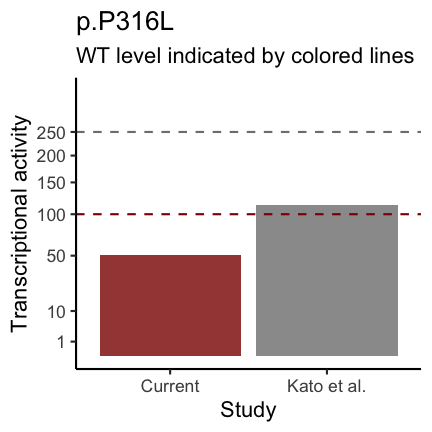 p.P316L
WT level indicated by colored lines
Transcriptional activity
250
200
150
100
50
10
1
Current
Kato et al.
Study